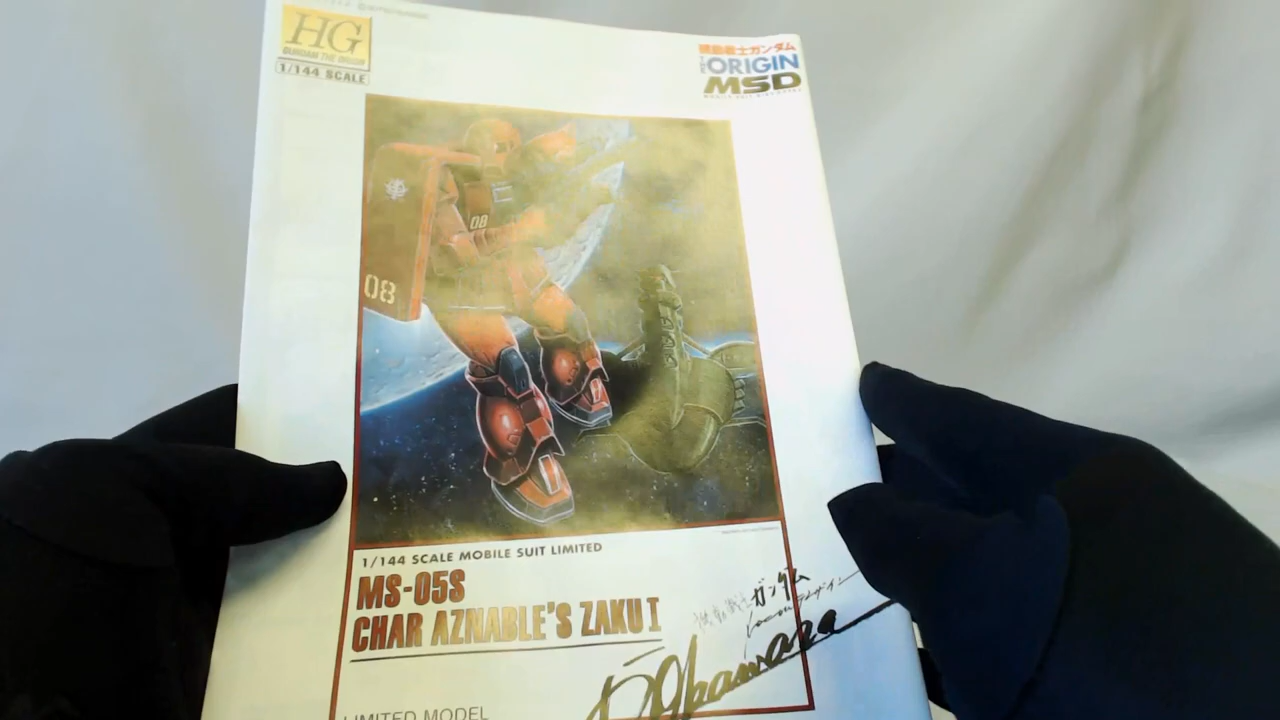 HG
GUNDAM THE ORIGIN
1/144 SCALE
機動戦士ガンダム
THE ORIGIN
MSD
08
08
1/144 SCALE MOBILE SUIT LIMITED
MS-05S
CHAR AZNABLE'S ZAKU I
機動戦士ガンダム
K.Okawara
LIMITED MODEL